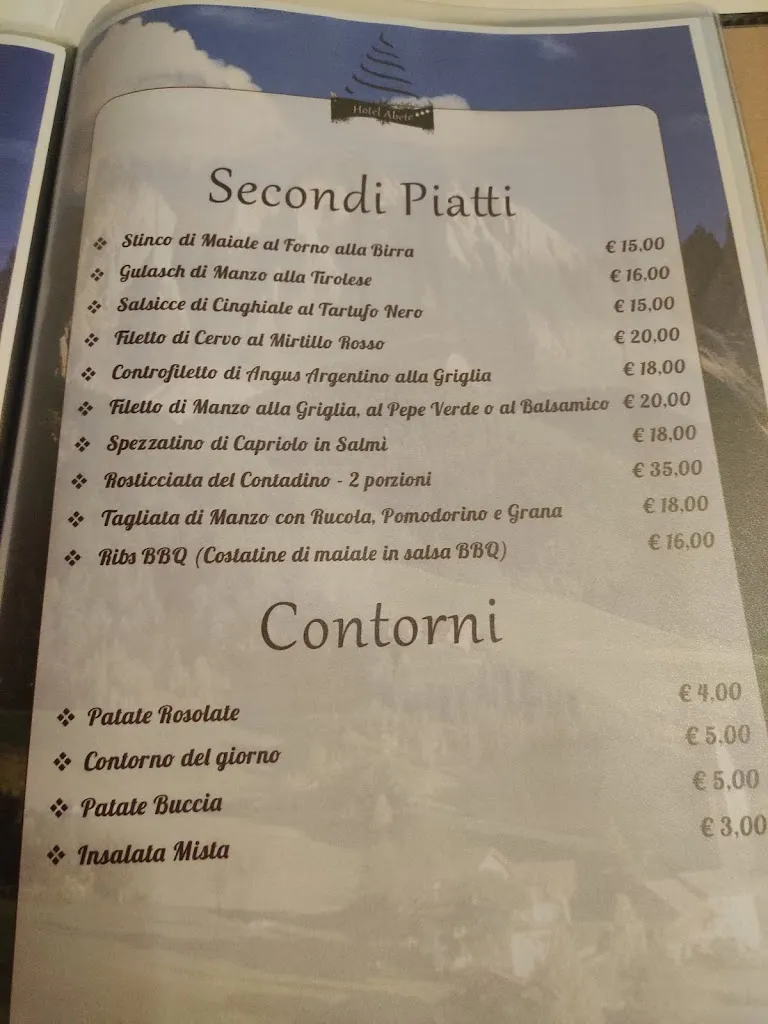 Hotel Abete ***
Secondi Piatti
❖ Stinco di Maiale al Forno alla Birra € 15,00
❖ Gulasch di Manzo alla Tirolese € 16,00
❖ Salsicce di Cinghiale al Tartufo Nero € 15,00
❖ Filetto di Cervo al Mirtillo Rosso € 20,00
❖ Controfiletto di Angus Argentino alla Griglia € 18,00
❖ Filetto di Manzo alla Griglia, al Pepe Verde o al Balsamico € 20,00
❖ Spezzatino di Capriolo in Salmì € 18,00
❖ Rosticciata del Contadino - 2 porzioni € 35,00
❖ Tagliata di Manzo con Rucola, Pomodorino e Grana € 18,00
❖ Ribs BBQ (Costatine di maiale in salsa BBQ) € 16,00
Contorni
❖ Patate Rosolate € 4,00
❖ Contorno del giorno € 5,00
❖ Patate Buccia € 5,00
❖ Insalata Mista € 3,00